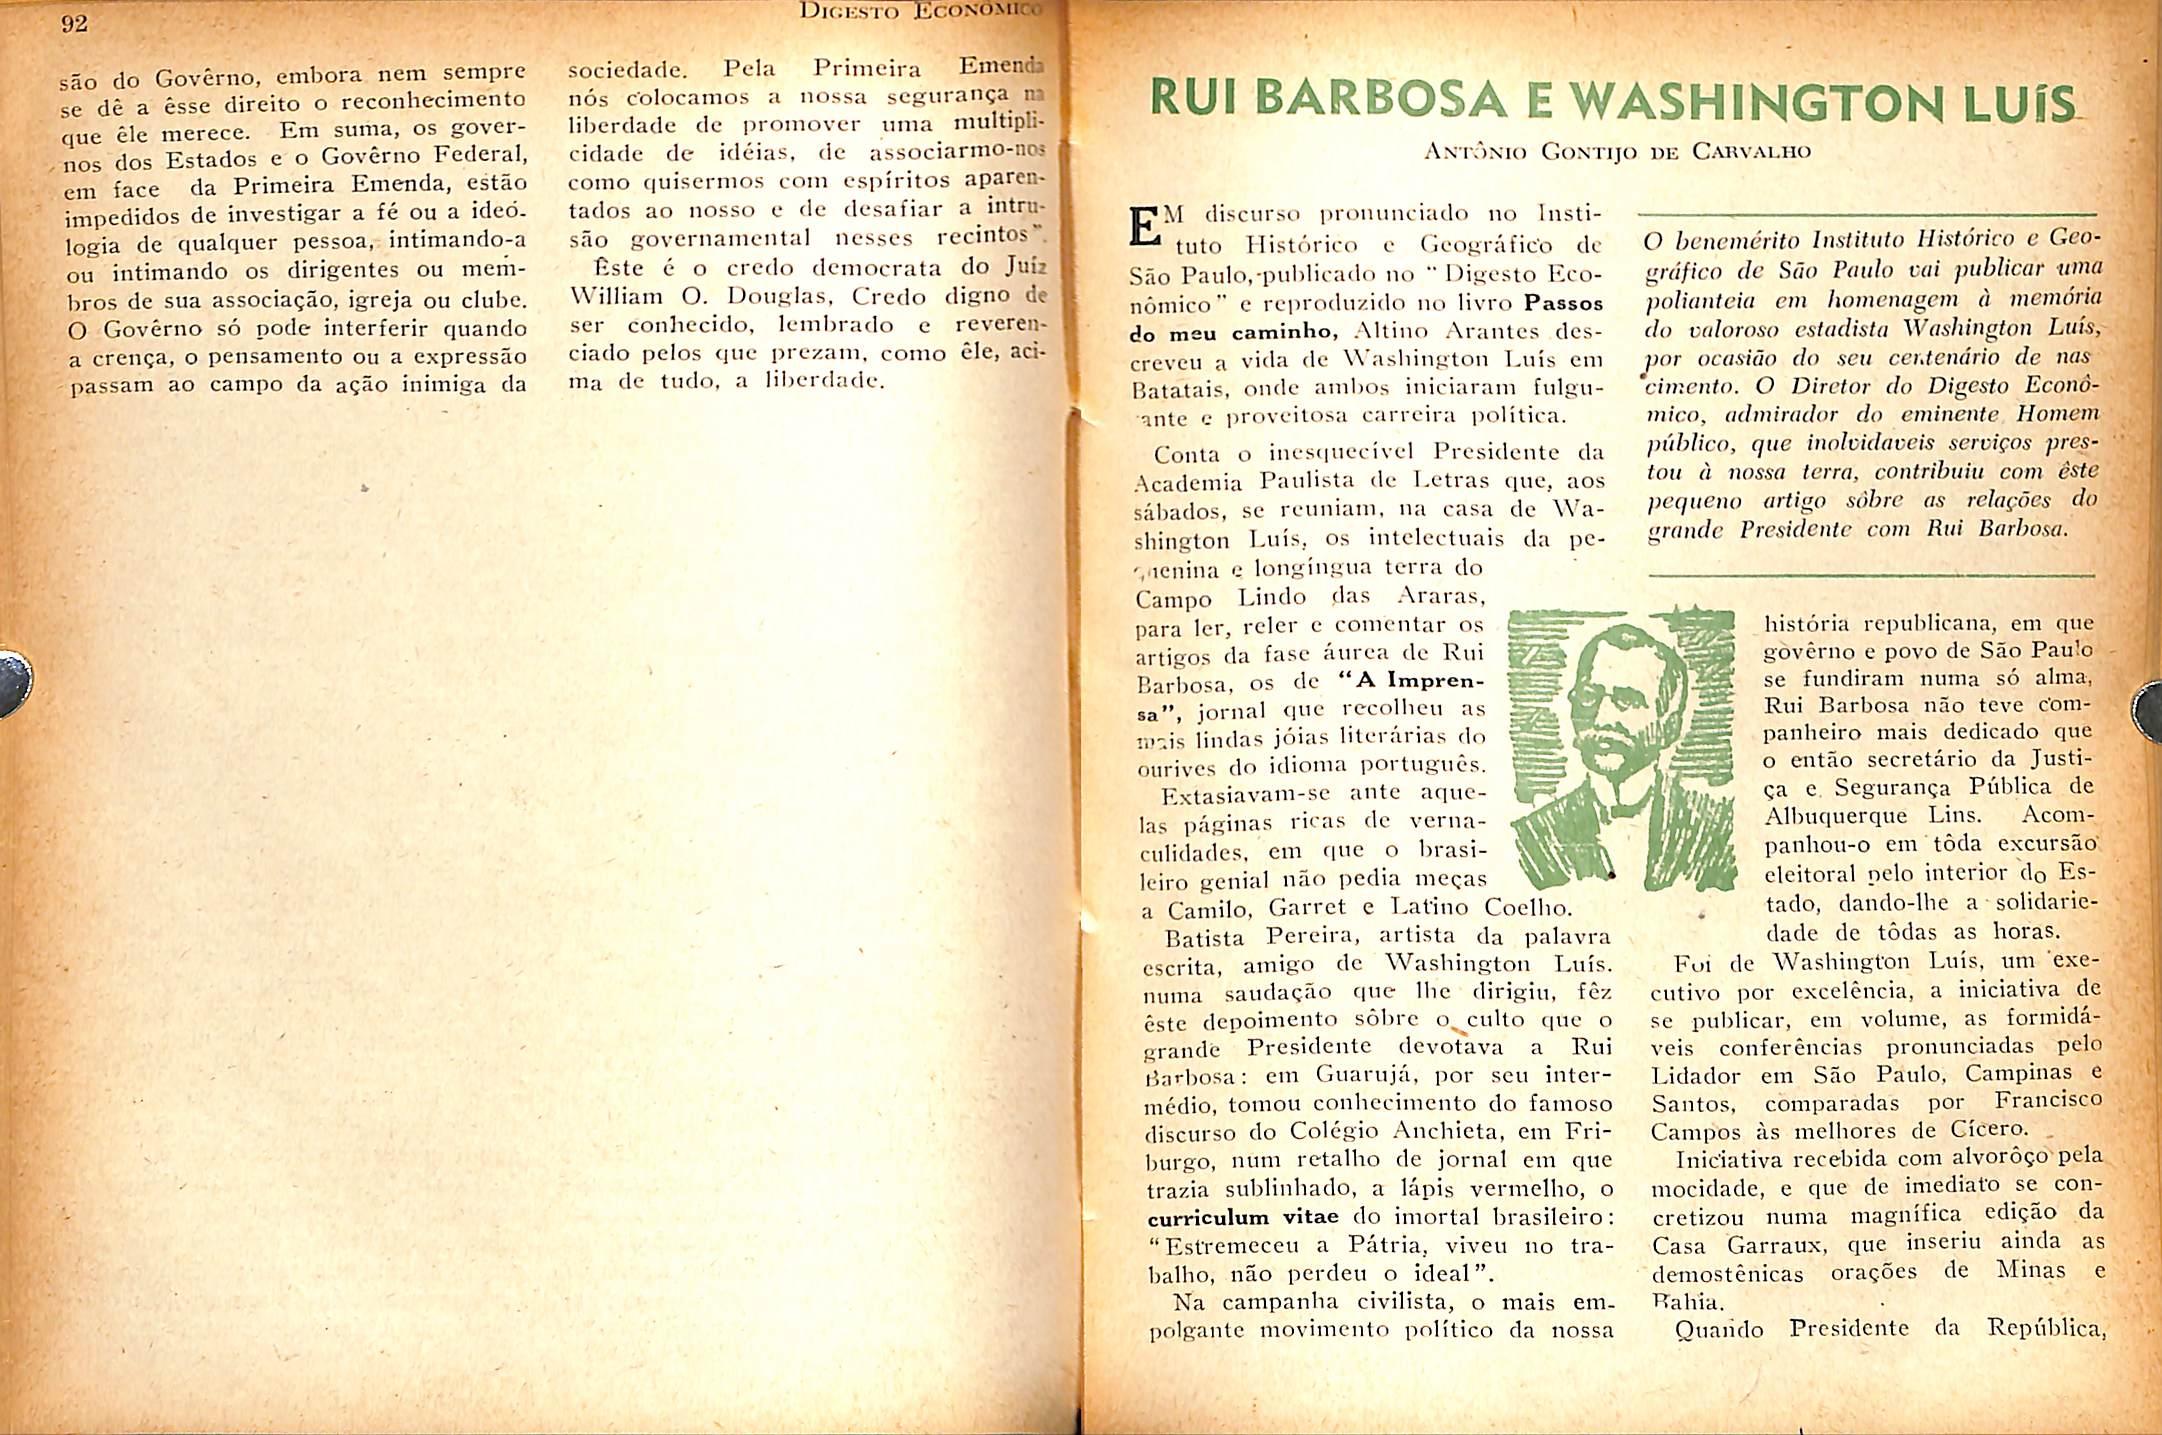 92
DIGESTO ECONÔMICO
são do Govêrno, embora nem sempre
se dê a êsse direito o reconhecimento
que êle merece. Em suma, os gover-
nos dos Estados e o Govêrno Federal,
em face da Primeira Emenda, estão
impedidos de investigar a fé ou a ideo-
logia de qualquer pessoa, intimando-a
ou intimando os dirigentes ou mem-
bros de sua associação, igreja ou clube.
O Govêrno só pode interferir quando
a crença, o pensamento ou a expressão
passam ao campo da ação inimiga da
sociedade. Pela Primeira Emenda
nós colocamos a nossa segurança na
liberdade de promover uma multipli-
cidade de idéias, de associarmo-nos
como quisermos com espíritos aparen-
tados ao nosso e de desafiar a intru-
são governamental nesses recintos".
Êste é o credo democrata do Juiz
William O. Douglas, Credo digno de
ser conhecido, lembrado e reveren-
ciado pelos que prezam, como êle, aci-
ma de tudo, a liberdade.
RUI BARBOSA E WASHINGTON LUíS
ANTÔNIO GONTIJO DE CARVALHO
EM discurso pronunciado no Insti-
tuto Histórico e Geográfico de
São Paulo, publicado no "Digesto Eco-
nômico" e reproduzido no livro Passos
do meu caminho, Altino Arantes des-
creveu a vida de Washington Luís em
Batatais, onde ambos iniciaram fulgu-
ante e proveitosa carreira política.
Conta o inesquecível Presidente da
Academia Paulista de Letras que, aos
sábados, se reuniam, na casa de Wa-
shington Luís, os intelectuais da pe-
quenina e longíngua terra do
Campo Lindo das Araras,
para ler, reler e comentar os
artigos da fase áurea de Rui
Barbosa, os de "A Impren-
sa", jornal que recolheu as
mais lindas jóias literárias do
ourives do idioma português.
Extasiavam-se ante aque-
las páginas ricas de verna-
culidades, em que o brasi-
leiro genial não pedia meças
a Camilo, Garret e Latino Coelho.
Batista Pereira, artista da palavra
escrita, amigo de Washington Luís.
numa saudação que lhe dirigiu, fêz
êste depoimento sôbre o culto que o
grande Presidente devotava a Rui
Barbosa: em Guarujá, por seu inter-
médio, tomou conhecimento do famoso
discurso do Colégio Anchieta, em Fri-
burgo, num retalho de jornal em que
trazia sublinhado, a lápis vermelho, o
curriculum vitae do imortal brasileiro:
"Estremeceu a Pátria, viveu no tra-
balho, não perdeu o ideal".
Na campanha civilista, o mais em-
polgante movimento político da nossa
O benemérito Instituto Histórico e Geo-
gráfico de São Paulo vai publicar uma
polianteia em homenagem à memória
do valoroso estadista Washington Luís,
por ocasião do seu centenário de nas
cimento. O Diretor do Digesto Econô-
mico, admirador do eminente Homem
público, que inolvidaveis serviços pres-
tou à nossa terra, contribuiu com êste
pequeno artigo sôbre as relações do
grande Presidente com Rui Barbosa.
história republicana, em que
govêrno e povo de São Paulo
se fundiram numa só alma,
Rui Barbosa não teve com-
panheiro mais dedicado que
o então secretário da Justi-
ça e Segurança Pública de
Albuquerque Lins. Acom-
panhou-o em tôda excursão
eleitoral pelo interior do Es-
tado, dando-lhe a solidarie-
dade de tôdas as horas.
Foi de Washington Luís, um exe-
cutivo por excelência, a iniciativa de
se publicar, em volume, as formidá-
veis conferências pronunciadas pelo
Lidador em São Paulo, Campinas e
Santos, comparadas por Francisco
Campos às melhores de Cícero.
Iniciativa recebida com alvorôço pela
mocidade, e que de imediato se con-
cretizou numa magnífica edição da
Casa Garraux, que inseriu ainda as
demostênicas orações de Minas e
Bahia.
Quando Presidente da República,